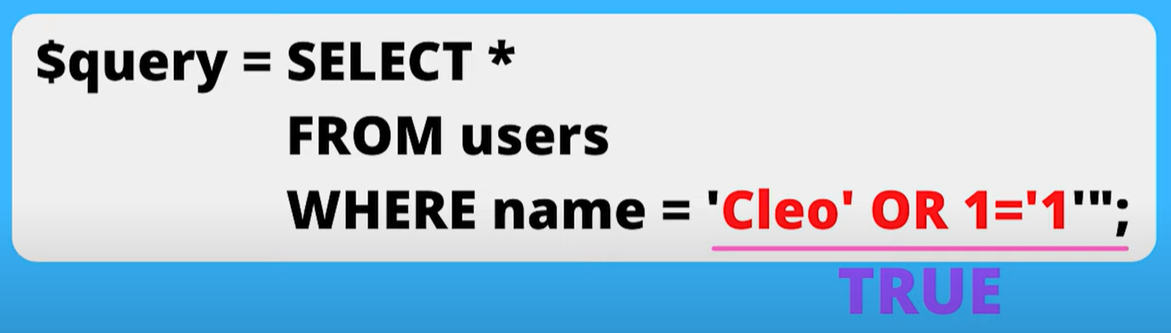 $query = SELECT *
FROM users
WHERE name = 'Cleo' OR 1='1'";
TRUE